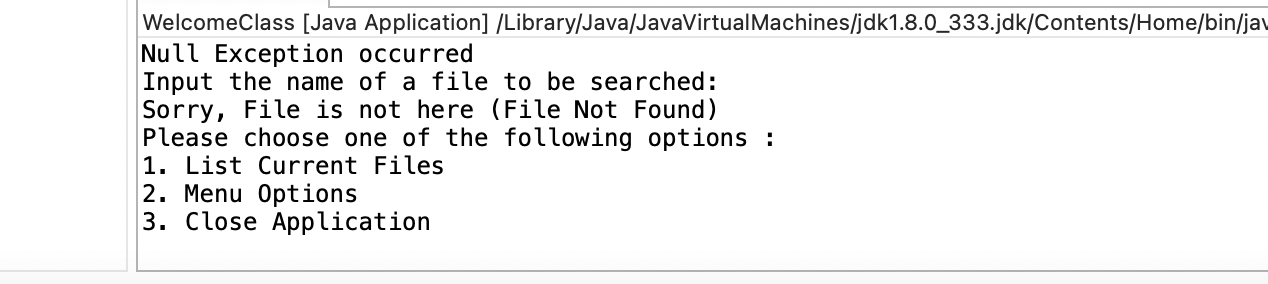 WelcomeClass [Java Application] /Library/Java/JavaVirtualMachines/jdk1.8.0_333.jdk/Contents/Home/bin/jav
Null Exception occurred
Input the name of a file to be searched:
Sorry, File is not here (File Not Found)
Please choose one of the following options :
1. List Current Files
2. Menu Options
3. Close Application